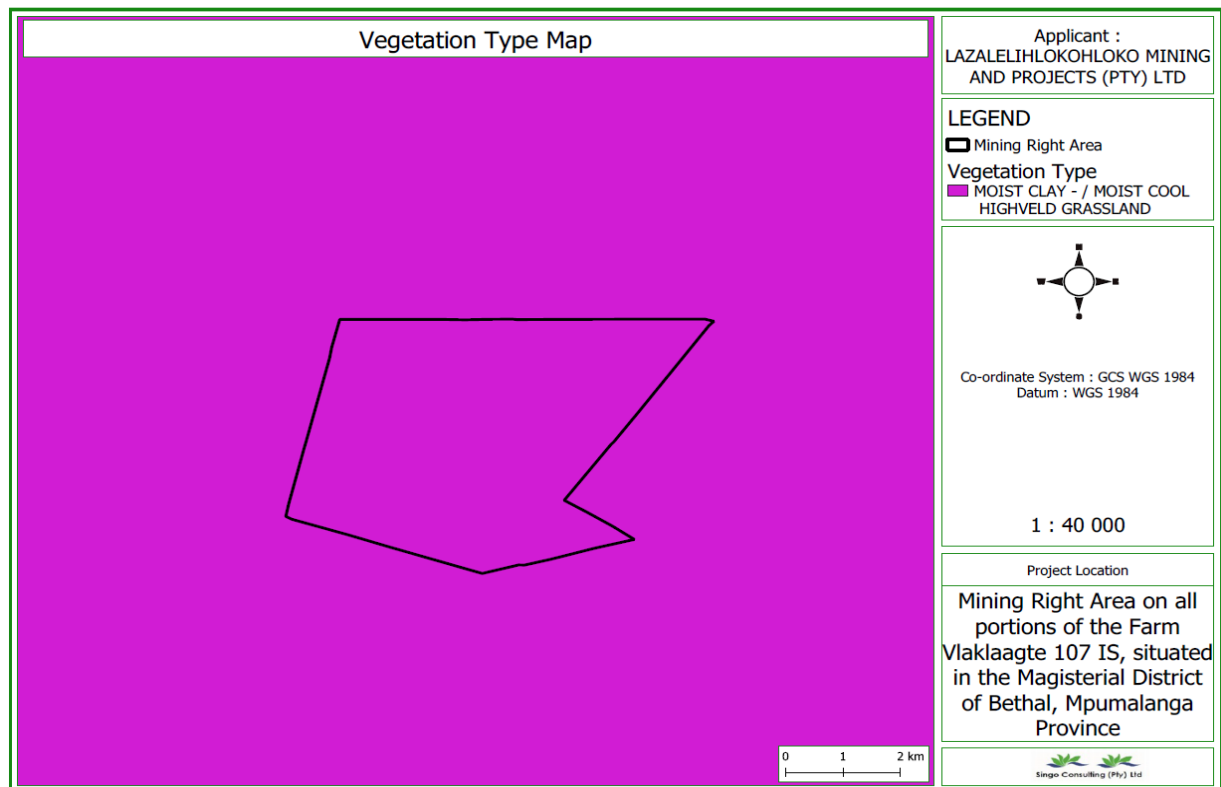 Vegetation Type Map
Applicant :
LAZALELIHLOKOHLOKO MINING
AND PROJECTS (PTY) LTD
LEGEND
Mining Right Area
Vegetation Type
MOIST CLAY - / MOIST COOL
HIGHVELD GRASSLAND
Co-ordinate System : GCS WGS 1984
Datum : WGS 1984
1 : 40 000
Project Location
Mining Right Area on all
portions of the Farm
Vlaklaagte 107 IS, situated
in the Magisterial District
of Bethal, Mpumalanga
Province
0 1 2 km
Singo Consulting (Pty) Ltd